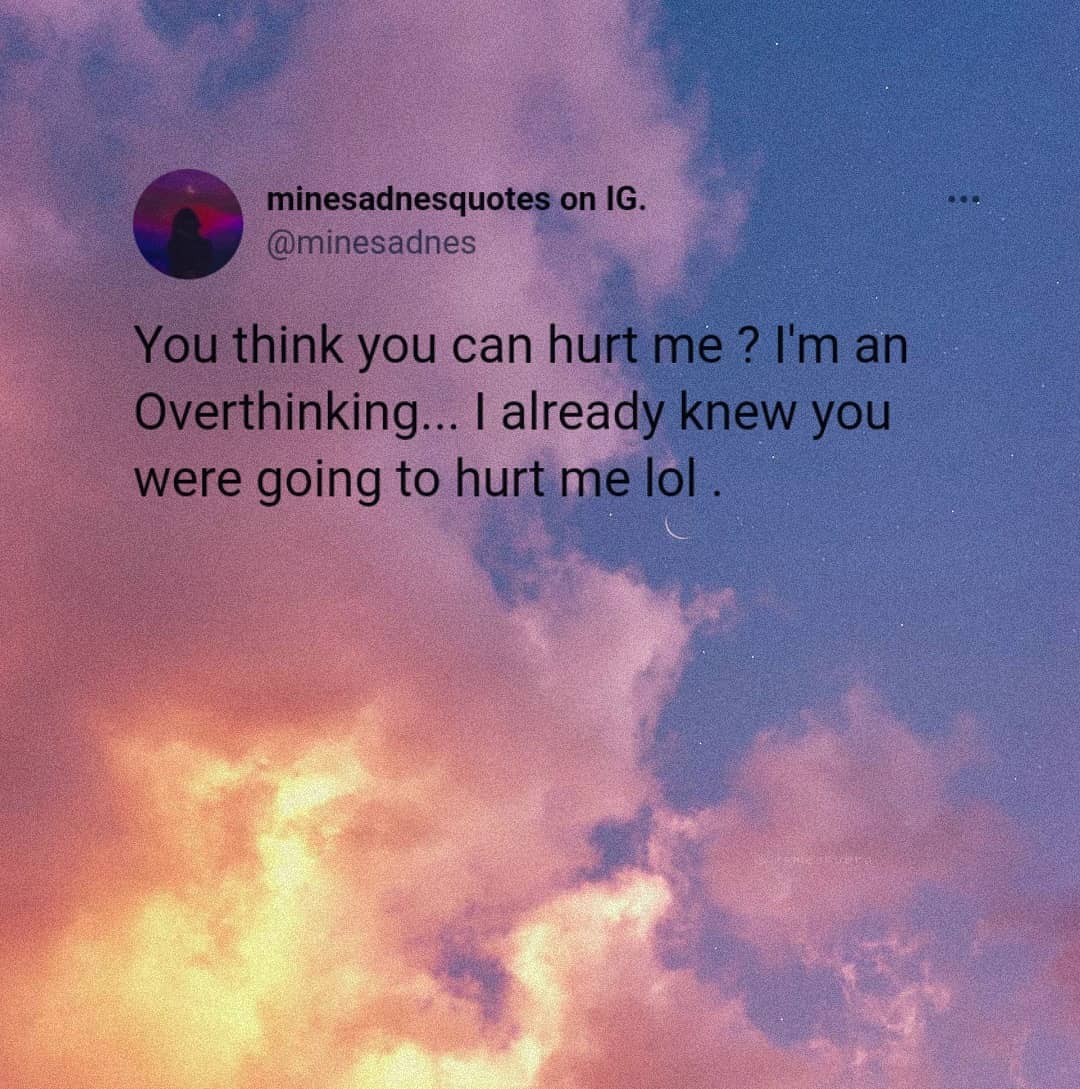 minesadnesquotes on IG.
@minesadnes
You think you can hurt me ? I'm an
Overthinking... I already knew you
were going to hurt me lol .